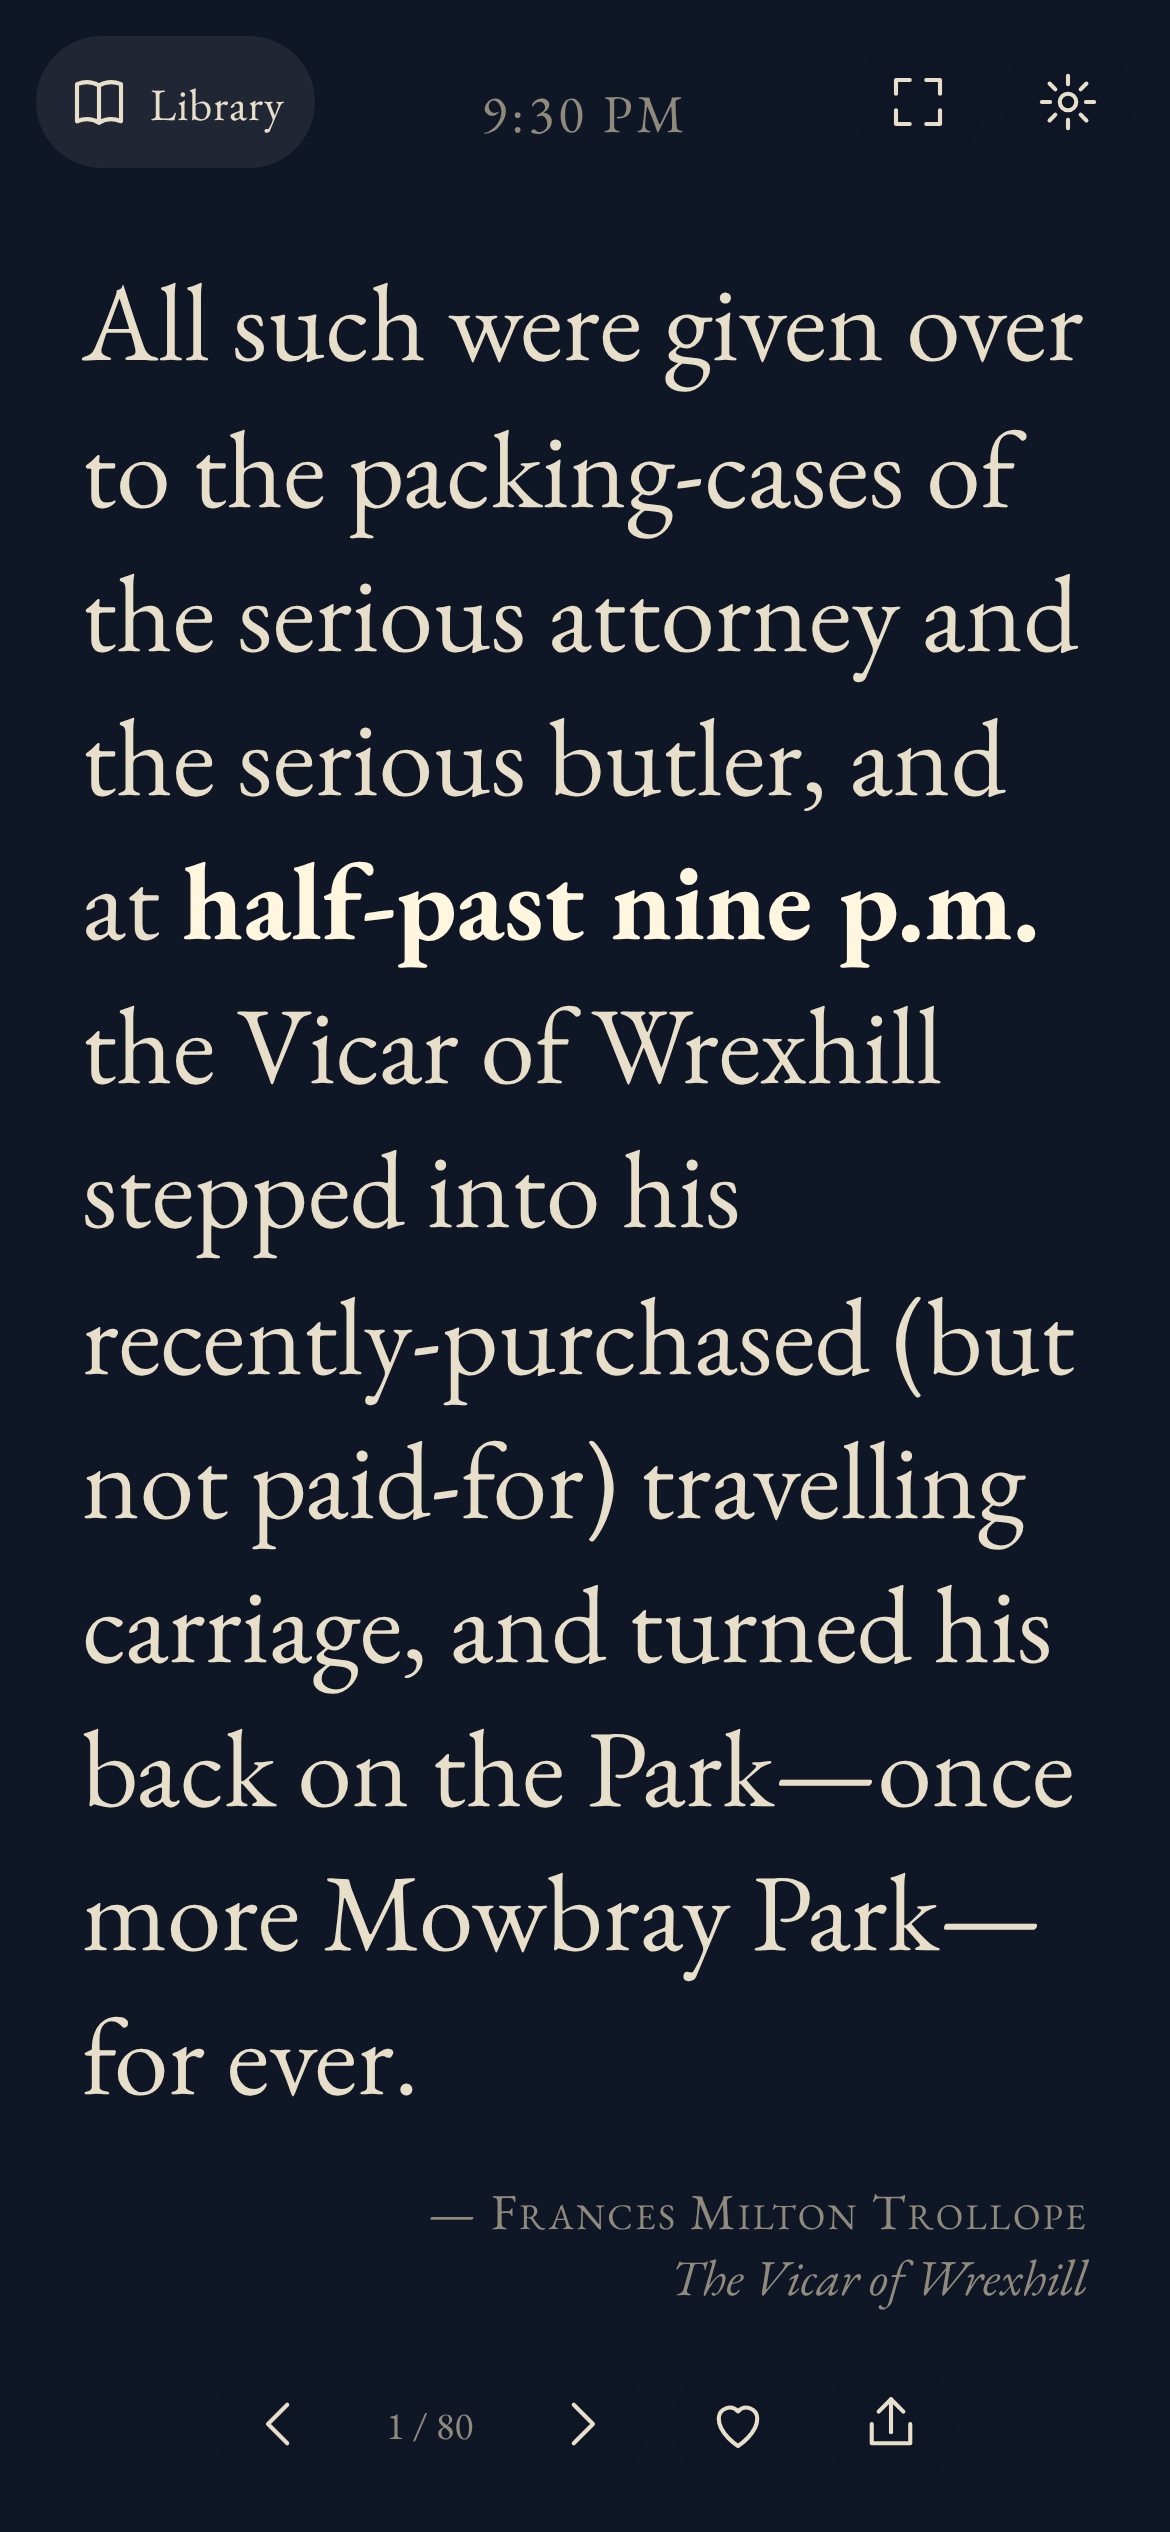 Library
9:30 PM
All such were given over
to the packing-cases of
the serious attorney and
the serious butler, and
at half-past nine p.m.
the Vicar of Wrexhill
stepped into his
recently-purchased (but
not paid-for) travelling
carriage, and turned his
back on the Park—once
more Mowbray Park—
for ever.
— Frances Milton Trollope
The Vicar of Wrexhill
1 / 80